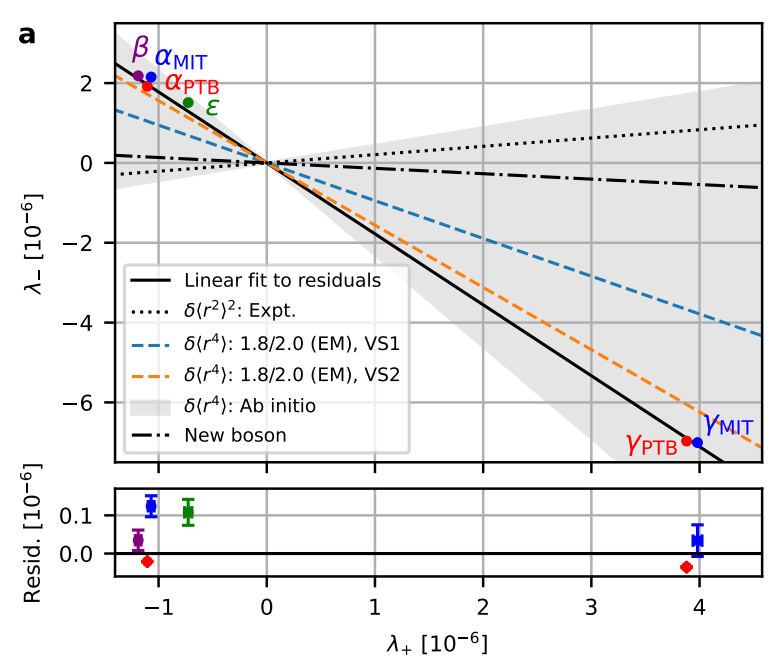 a
β
α_MIT
α_PTB
ε
2
0
−2
−4
−6
λ₋ [10⁻⁶]
Linear fit to residuals
δ⟨r²⟩²: Expt.
δ⟨r⁴⟩: 1.8/2.0 (EM), VS1
δ⟨r⁴⟩: 1.8/2.0 (EM), VS2
δ⟨r⁴⟩: Ab initio
New boson
γ_MIT
γ_PTB
0.1
0.0
Resid. [10⁻⁶]
−1 0 1 2 3 4
λ₊ [10⁻⁶]